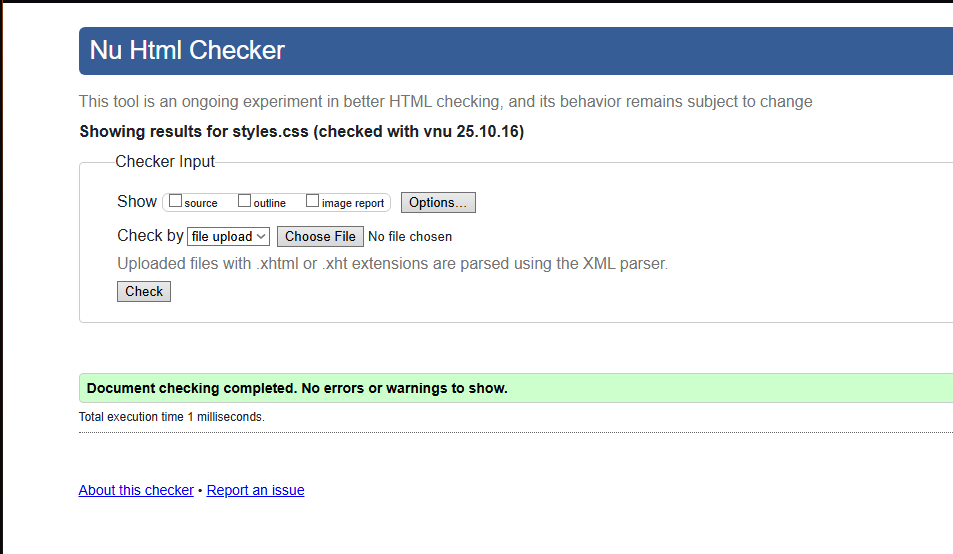 Nu Html Checker
This tool is an ongoing experiment in better HTML checking, and its behavior remains subject to change
Showing results for styles.css (checked with vnu 25.10.16)
Checker Input
Show source outline image report Options...
Check by file upload Choose File No file chosen
Uploaded files with .xhtml or .xht extensions are parsed using the XML parser.
Check
Document checking completed. No errors or warnings to show.
Total execution time 1 milliseconds.
About this checker • Report an issue